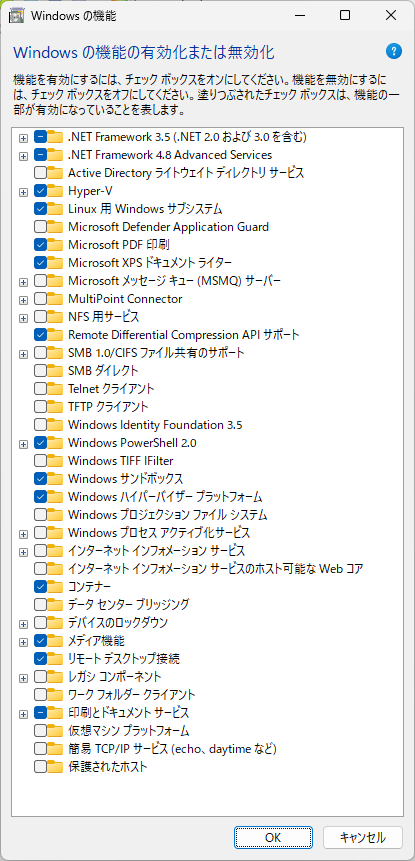 Windows の機能
Windows の機能の有効化または無効化
機能を有効にするには、チェック ボックスをオンにしてください。機能を無効にするに
は、チェック ボックスをオフにしてください。塗りつぶされたチェック ボックスは、機能の一
部が有効になっていることを表します。
.NET Framework 3.5 (.NET 2.0 および 3.0 を含む)
.NET Framework 4.8 Advanced Services
Active Directory ライトウェイト ディレクトリ サービス
Hyper-V
Linux 用 Windows サブシステム
Microsoft Defender Application Guard
Microsoft PDF 印刷
Microsoft XPS ドキュメント ライター
Microsoft メッセージ キュー (MSMQ) サーバー
MultiPoint Connector
NFS 用サービス
Remote Differential Compression API サポート
SMB 1.0/CIFS ファイル共有のサポート
SMB ダイレクト
Telnet クライアント
TFTP クライアント
Windows Identity Foundation 3.5
Windows PowerShell 2.0
Windows TIFF IFilter
Windows サンドボックス
Windows ハイパーバイザー プラットフォーム
Windows プロジェクション ファイル システム
Windows プロセス アクティブ化サービス
インターネット インフォメーション サービス
インターネット インフォメーション サービスのホスト可能な Web コア
コンテナー
データ センター ブリッジング
デバイスのロックダウン
メディア機能
リモート デスクトップ接続
レガシ コンポーネント
ワーク フォルダー クライアント
印刷とドキュメント サービス
仮想マシン プラットフォーム
簡易 TCP/IP サービス (echo、daytime など)
保護されたホスト
OK
キャンセル